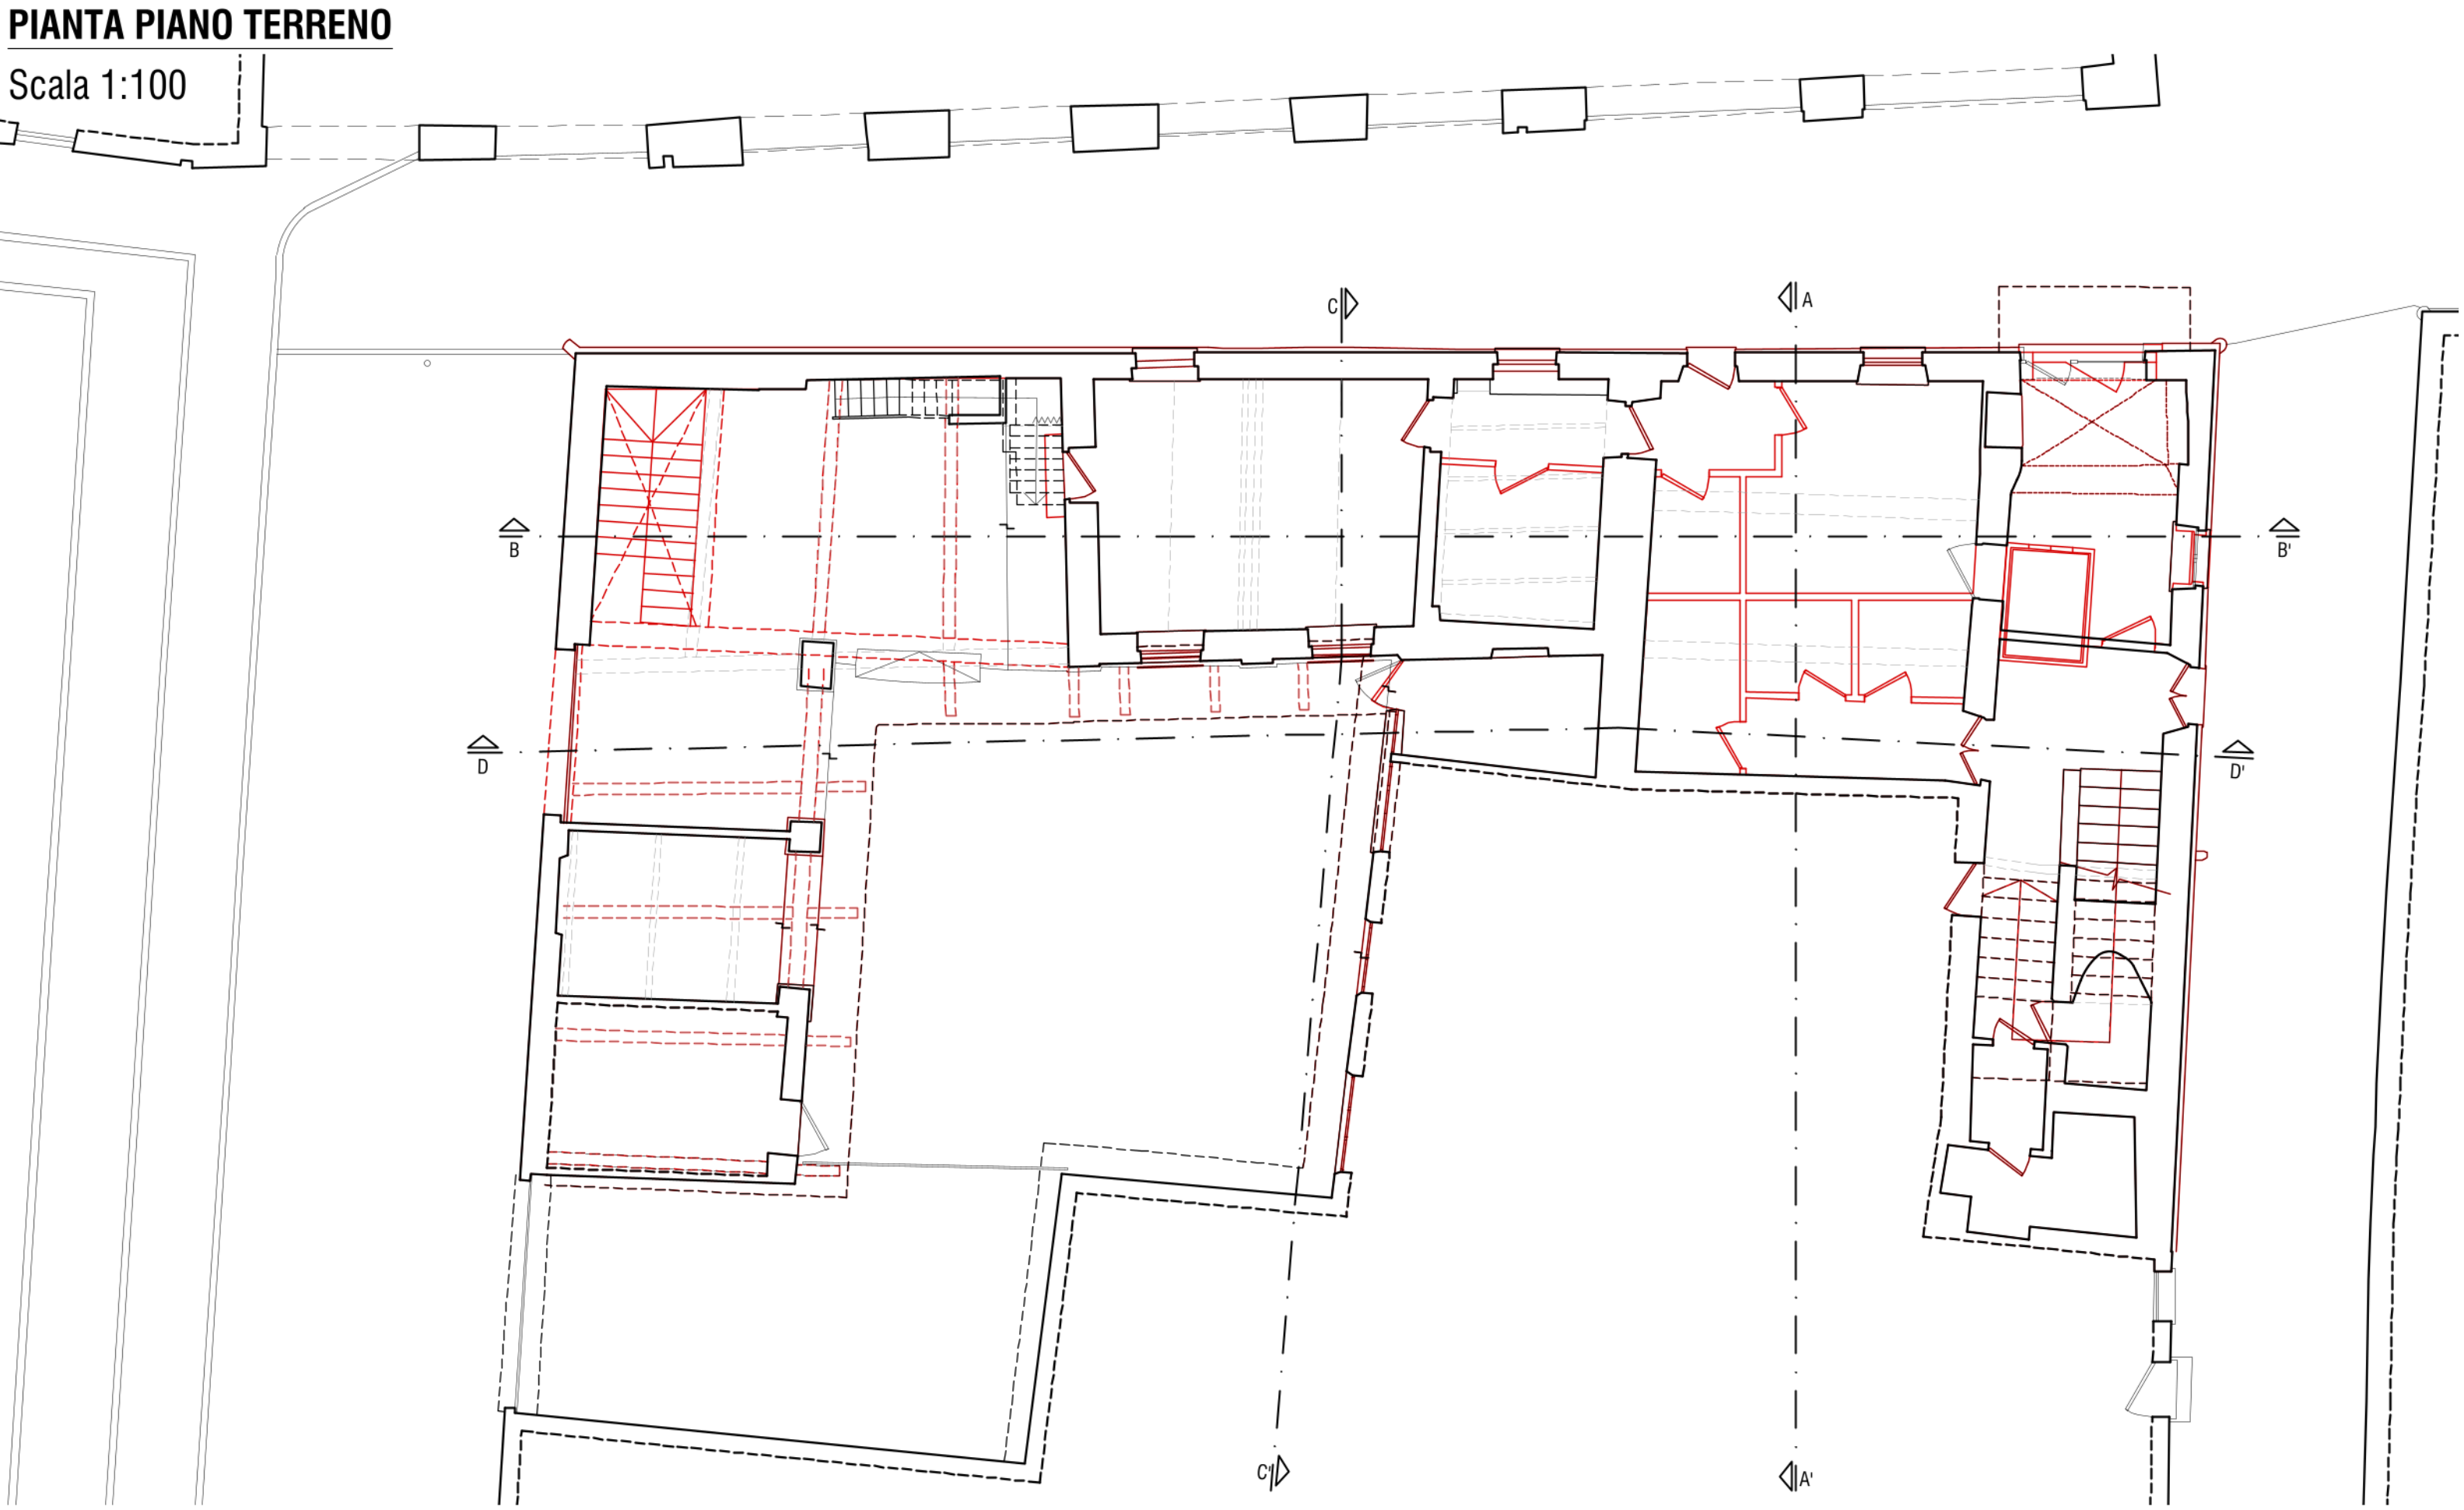 PIANTA PIANO TERRENO
Scala 1:100
C
A
B
B'
D
D'
C'
A'